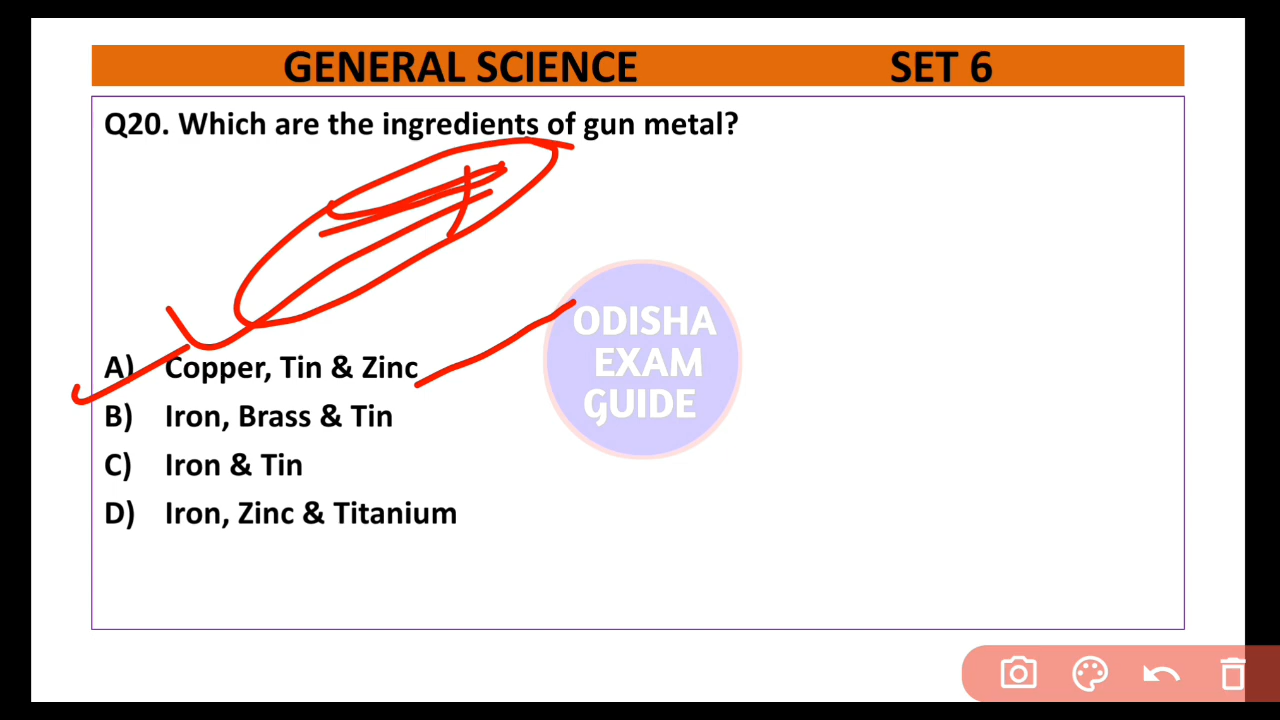 GENERAL SCIENCE SET 6
Q20. Which are the ingredients of gun metal?
A) Copper, Tin & Zinc
B) Iron, Brass & Tin
C) Iron & Tin
D) Iron, Zinc & Titanium
ODISHA
EXAM
GUIDE